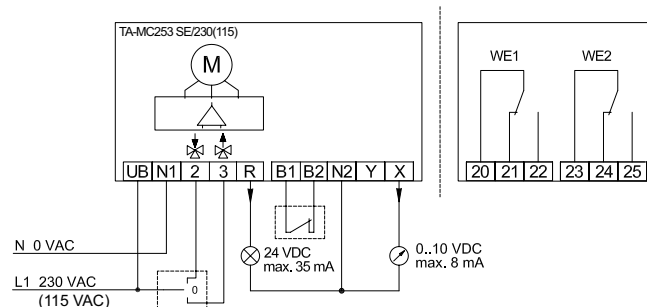 TA-MC253 SE/230(115)
M
WE1 WE2
UB N1 2 3 R B1 B2 N2 Y X
20 21 22 23 24 25
N 0 VAC
24 VDC
max. 35 mA
0..10 VDC
max. 8 mA
L1 230 VAC
(115 VAC)
0